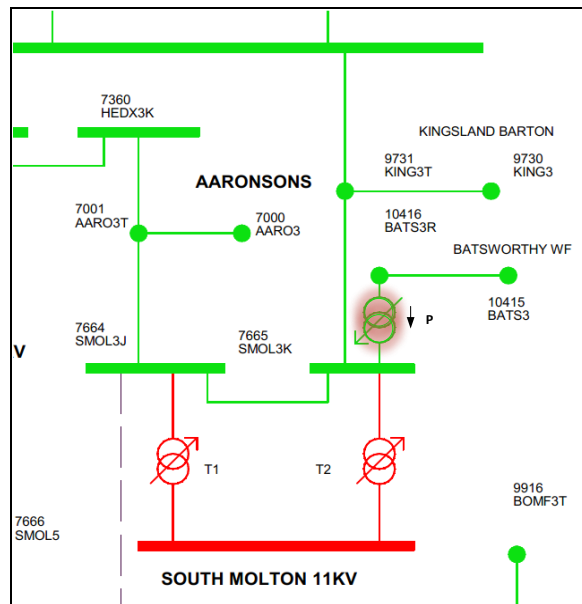 7360
HEDX3K
KINGSLAND BARTON
9731
KING3T
9730
KING3
AARONSONS
7001
AARO3T
7000
AARO3
10416
BATS3R
BATSWORTHY WF
10415
BATS3
P
7664
SMOL3J
7665
SMOL3K
V
T1
T2
9916
BOMF3T
7666
SMOL5
SOUTH MOLTON 11KV